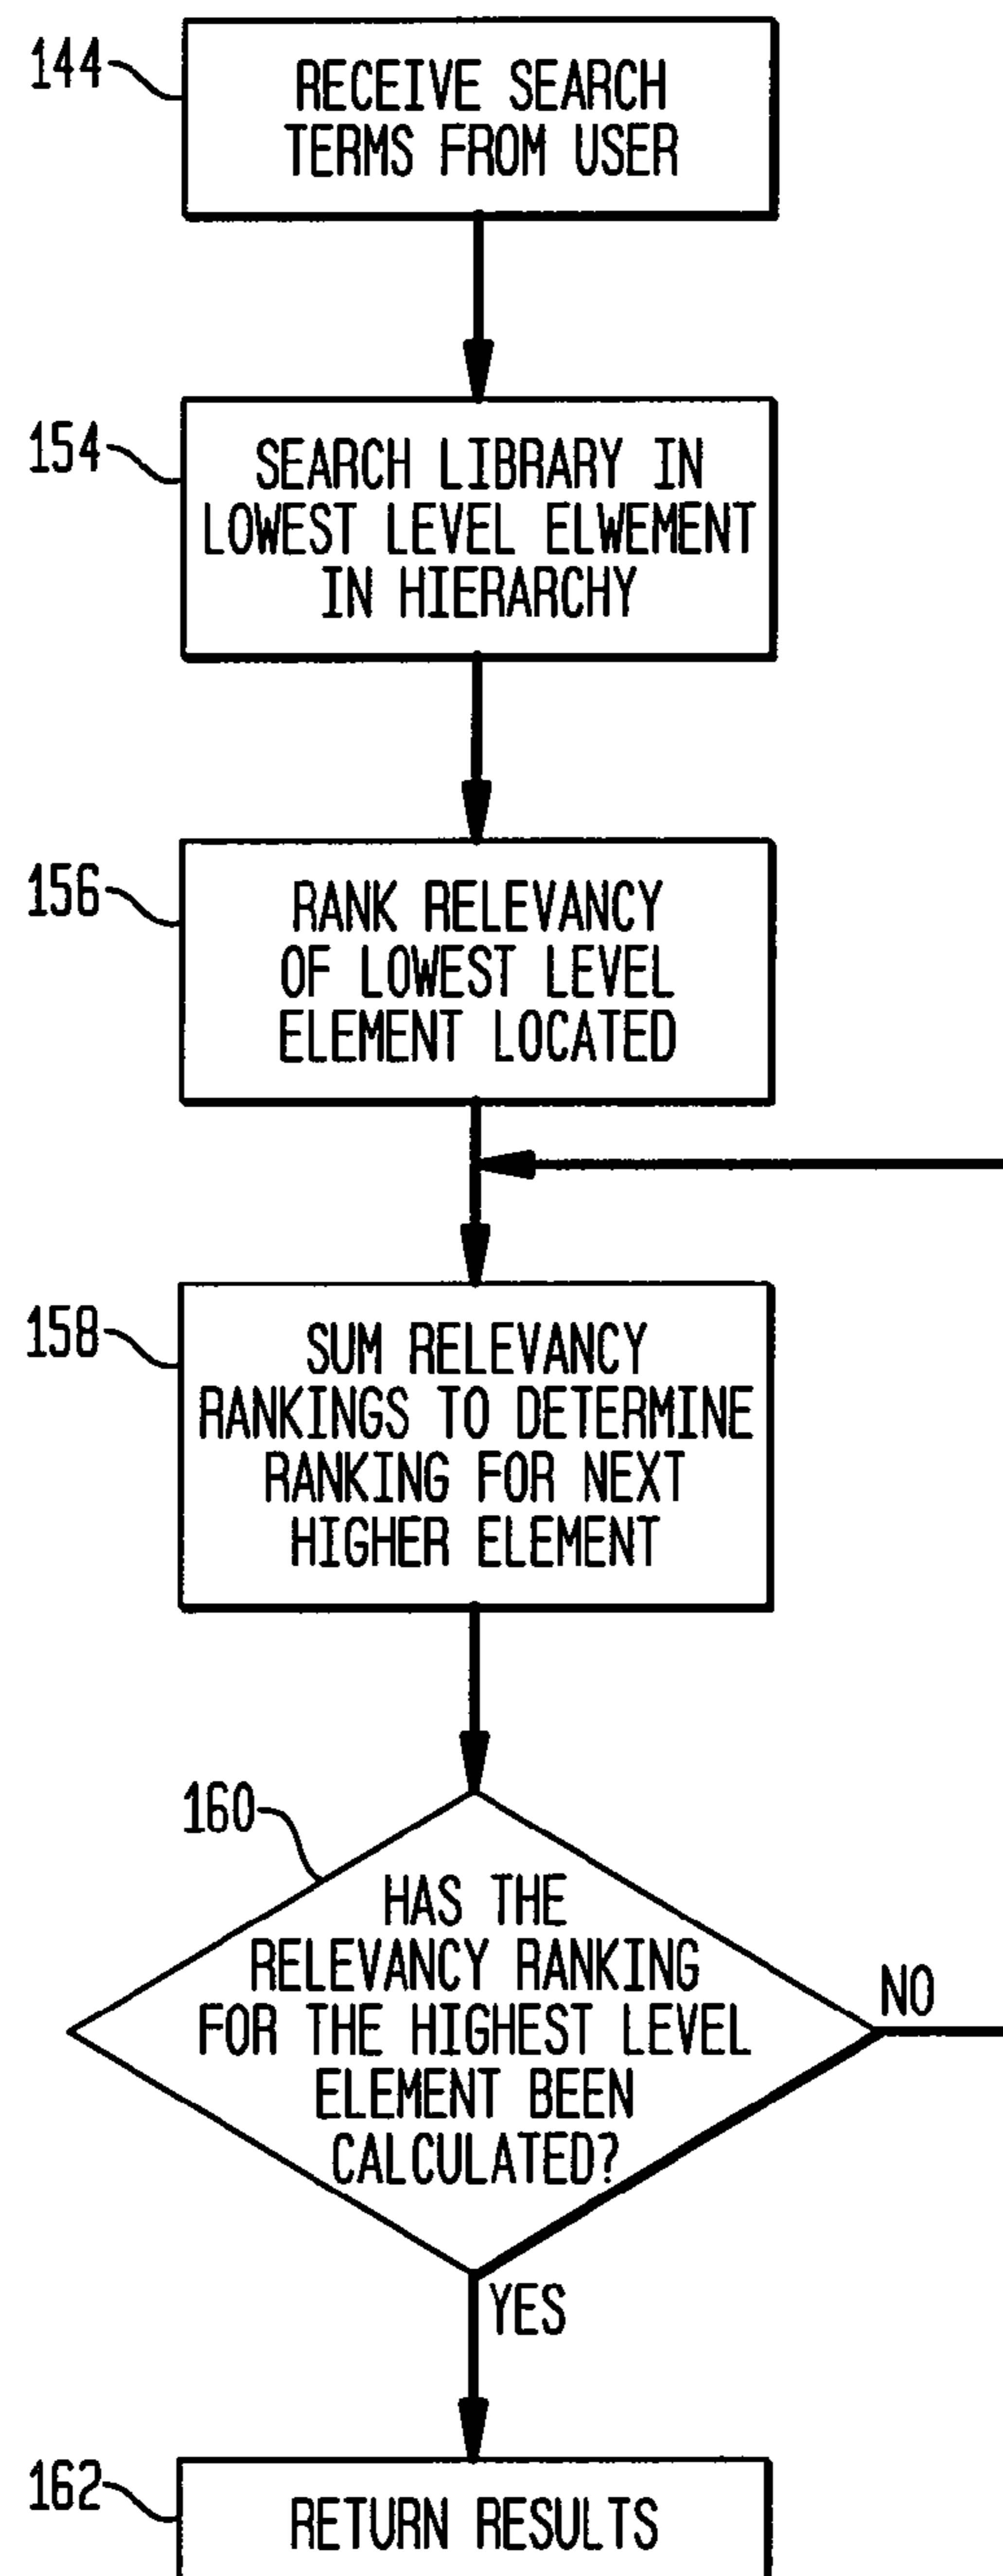 144
RECEIVE SEARCH
TERMS FROM USER
154
SEARCH LIBRARY IN
LOWEST LEVEL ELWEMENT
IN HIERARCHY
156
RANK RELEVANCY
OF LOWEST LEVEL
ELEMENT LOCATED
158
SUM RELEVANCY
RANKINGS TO DETERMINE
RANKING FOR NEXT
HIGHER ELEMENT
160
HAS THE
RELEVANCY RANKING
FOR THE HIGHEST LEVEL
ELEMENT BEEN
CALCULATED?
NO
YES
162
RETURN RESULTS